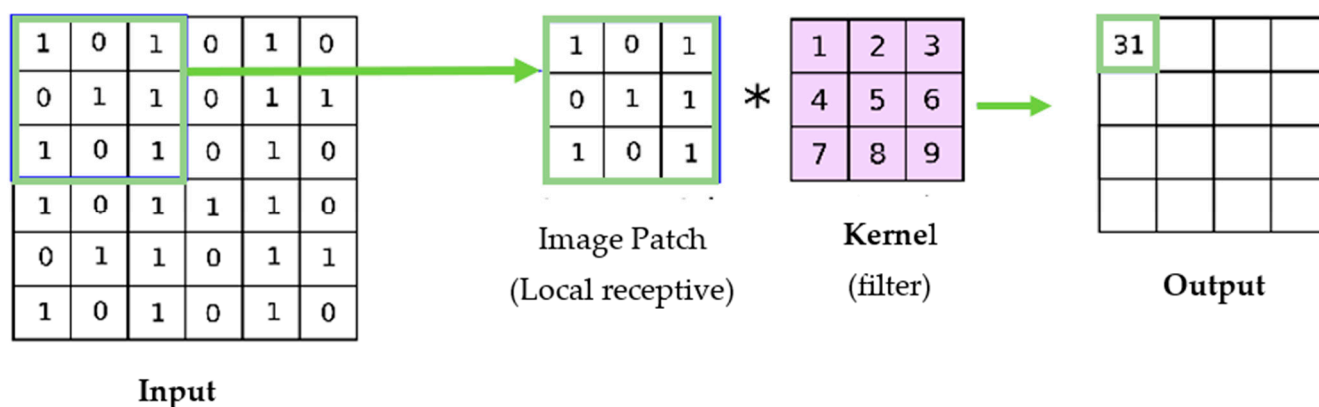 1 0 1 0 1 0
0 1 1 0 1 1
1 0 1 0 1 0
1 0 1 1 1 0
0 1 1 0 1 1
1 0 1 0 1 0
Input
1 0 1
0 1 1
1 0 1
Image Patch
(Local receptive)
*
1 2 3
4 5 6
7 8 9
Kernel
(filter)
31
Output